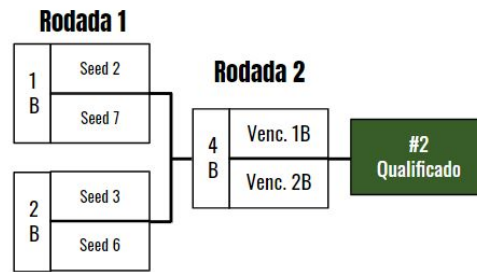 Rodada 1
1
B
Seed 2
Seed 7
2
B
Seed 3
Seed 6
Rodada 2
4
B
Venc. 1B
Venc. 2B
#2
Qualificado